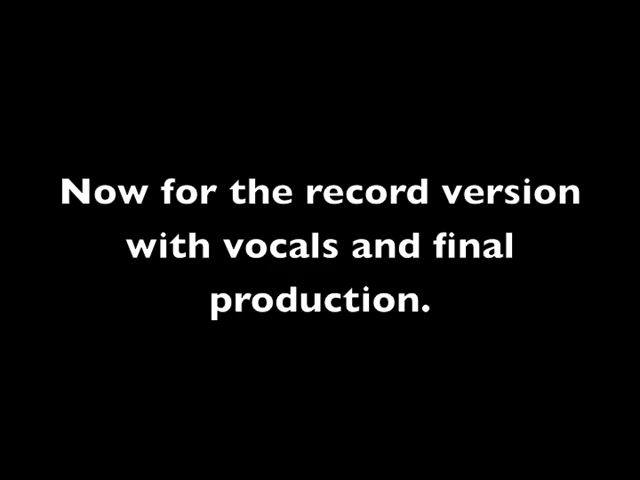 Now for the record version
with vocals and final
production.